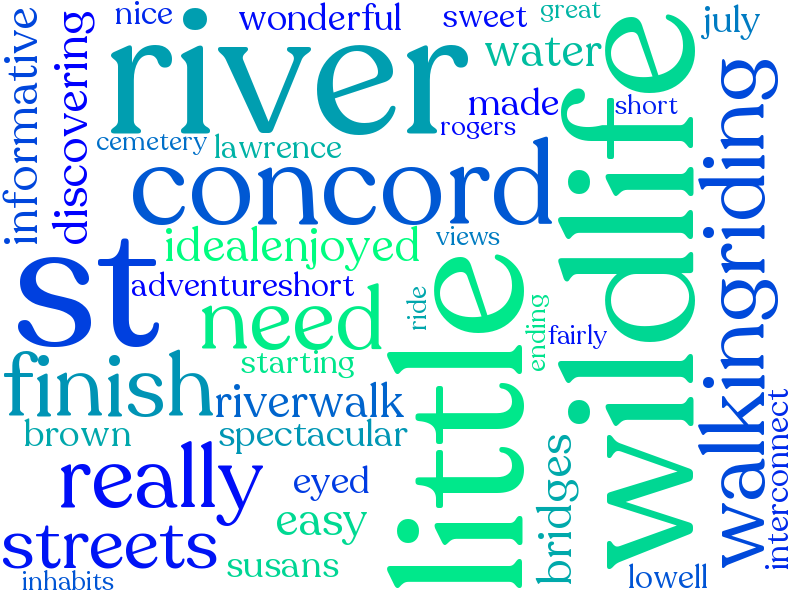 nice
wonderful
sweet
great
july
informative
discovering
river
water
made
short
rogers
cemetery
lawrence
concord
wildlife
walkingriding
idealenjoyed
views
st
adventureshort
need
ride
little
ending
fairly
starting
finish
riverwalk
brown
spectacular
interconnect
really
eyed
bridges
easy
streets
susans
inhabits
lowell